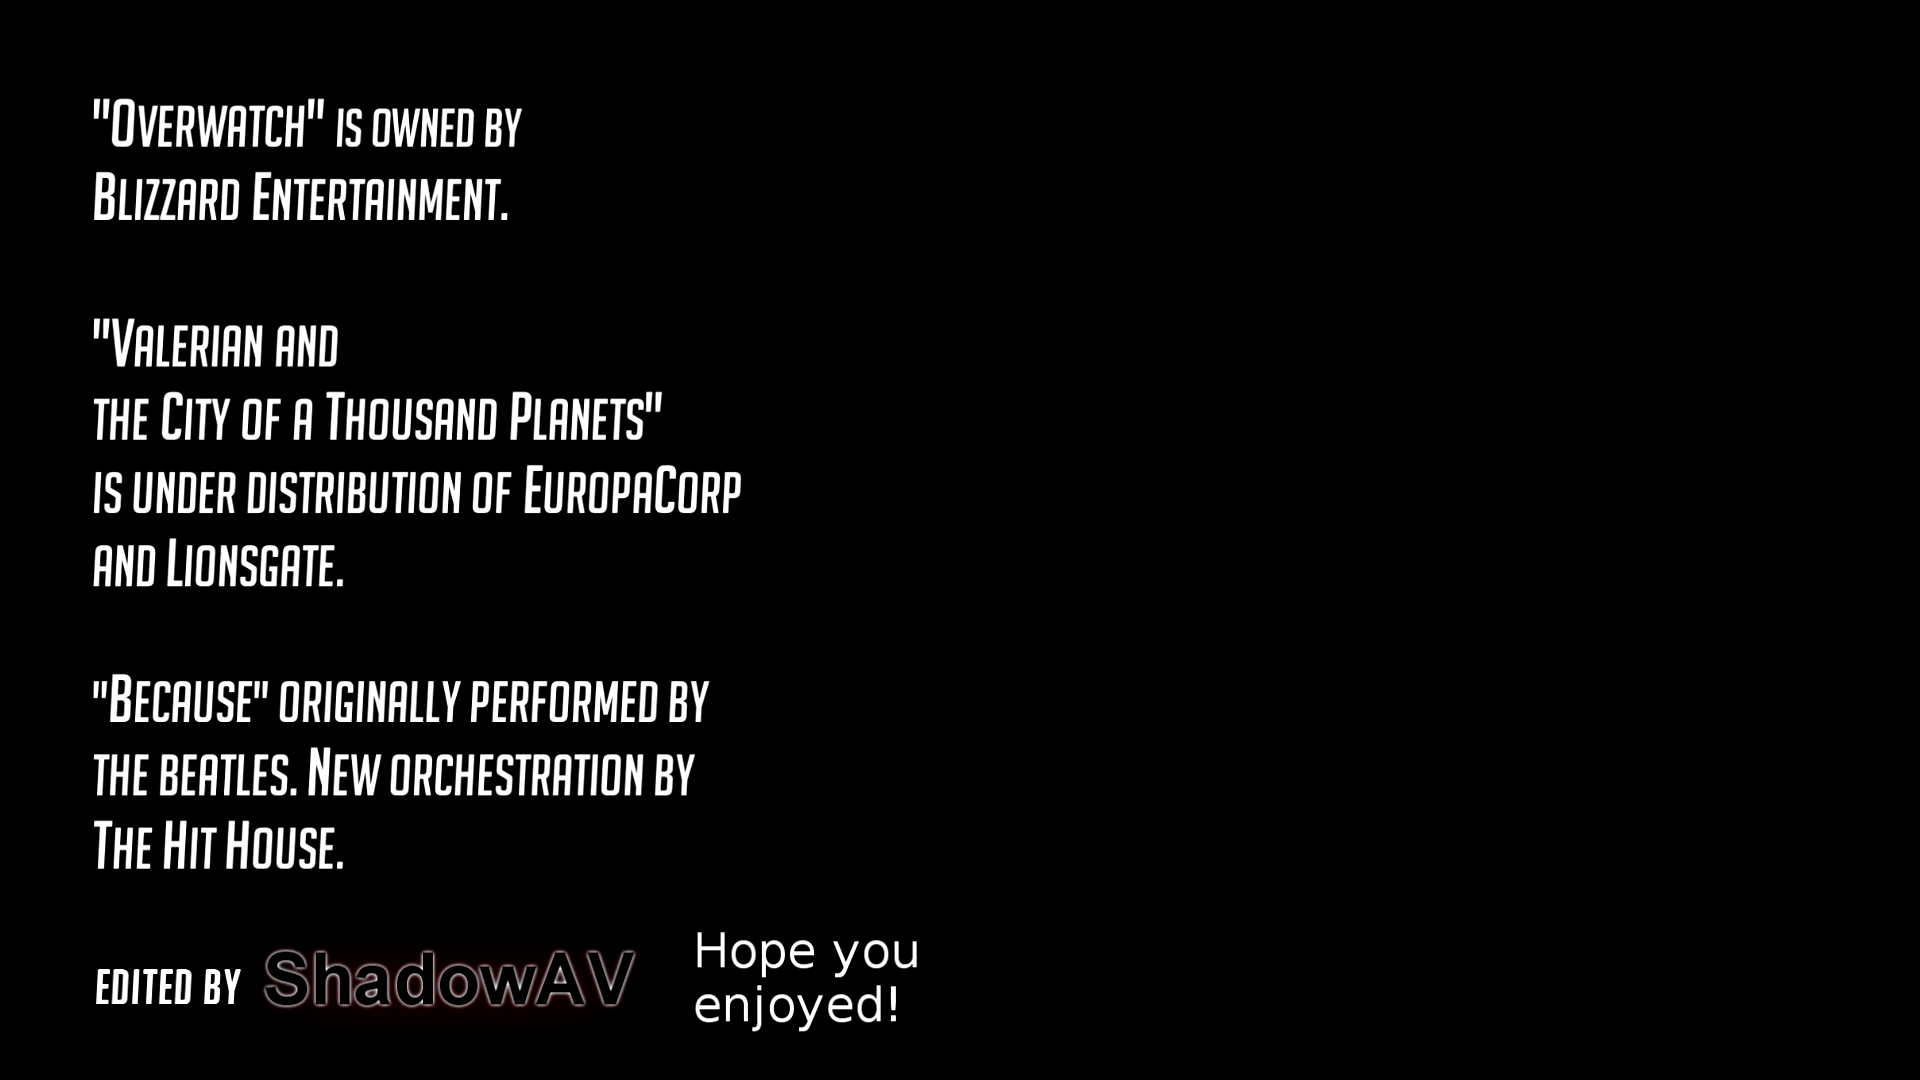 "Overwatch" is owned by
Blizzard Entertainment.
"Valerian and
the City of a Thousand Planets"
is under distribution of EuropaCorp
and Lionsgate.
"Because" originally performed by
the beatles. New orchestration by
The Hit House.
edited by ShadowAV
Hope you
enjoyed!